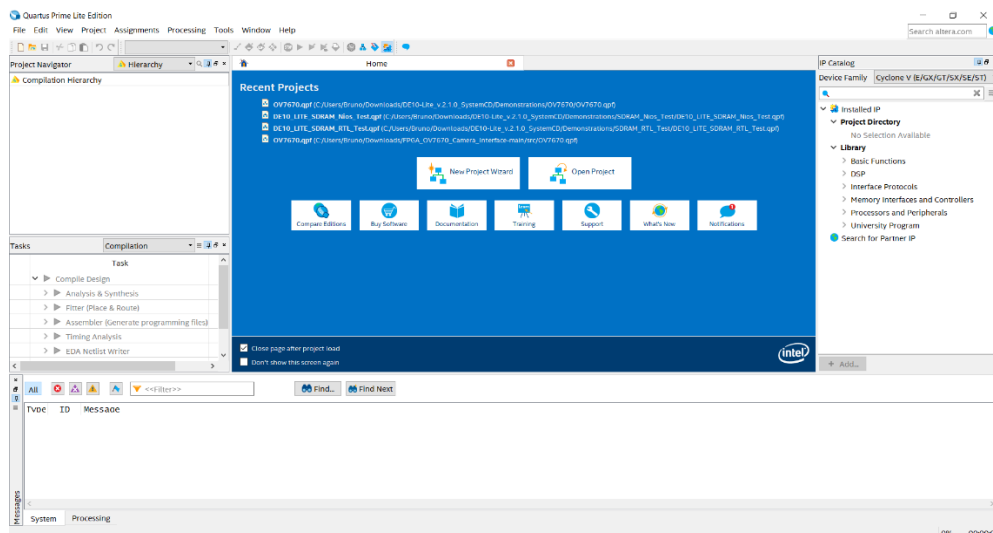 Quartus Prime Lite Edition
File Edit View Project Assignments Processing Tools Window Help
Search altera.com
Project Navigator
Hierarchy
Compilation Hierarchy
Home
Recent Projects
OV7670.qpf (C:/Users/Bruno/Downloads/DE10-Lite_v.2.1.0_SystemCD/Demonstrations/OV7670/OV7670.qpf)
DE10_LITE_SDRAM_Nios_Test.qpf (C:/Users/Bruno/Downloads/DE10-Lite_v.2.1.0_SystemCD/Demonstrations/SDRAM_Nios_Test/DE10_LITE_SDRAM_Nios_Test.qpf)
DE10_LITE_SDRAM_RTL_Test.qpf (C:/Users/Bruno/Downloads/DE10-Lite_v.2.1.0_SystemCD/Demonstrations/SDRAM_RTL_Test/DE10_LITE_SDRAM_RTL_Test.qpf)
OV7670.qpf (C:/Users/Bruno/Downloads/FPGA_OV7670_Camera_Interface-main/src/OV7670.qpf)
New Project Wizard
Open Project
Compare Editions
Buy Software
Documentation
Training
Support
What's New
Notifications
Close page after project load
Don't show this screen again
intel
IP Catalog
Device Family
Cyclone V (E/GX/GT/SX/SE/ST)
Installed IP
Project Directory
No Selection Available
Library
Basic Functions
DSP
Interface Protocols
Memory Interfaces and Controllers
Processors and Peripherals
University Program
Search for Partner IP
+ Add...
Tasks
Compilation
Task
Compile Design
Analysis & Synthesis
Fitter (Place & Route)
Assembler (Generate programming files)
Timing Analysis
EDA Netlist Writer
All
<<Filter>>
Find...
Find Next
Type ID Message
Messages
System Processing
0%